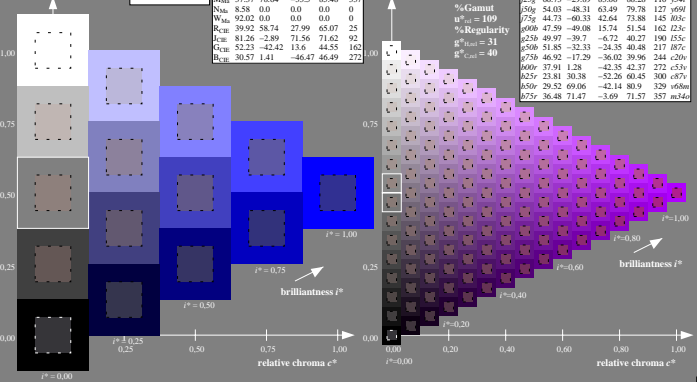 N_Ma 8.58 0.0 0.0 0.0 0
W_Ma 92.02 0.0 0.0 0.0 0
R_CIE 39.92 58.74 27.99 65.07 25
J_CIE 81.26 −2.89 71.56 71.62 92
G_CIE 52.23 −42.42 13.6 44.55 162
B_CIE 30.57 1.41 −46.47 46.49 272
1,00
0,75
0,50
0,25
0,00
i* = 1,00
i* = 0,75
brilliantness i*
i* = 0,50
i* = 0,25
0,25 0,50 0,75 1,00
relative chroma c*
i* = 0,00
%Gamut
u*rel = 109
%Regularity
g*H,rel = 31
g*C,rel = 40
j50g 54.03 −48.31 63.49 79.78 127 y69l
j75g 44.73 −60.33 42.64 73.88 145
g00b 47.59 −49.08 15.74 51.54 162 l23c
g25b 49.97 −39.7 −6.72 40.27 190 l55c
g50b 51.85 −32.33 −24.35 40.48 217 l87c
g75b 46.92 −17.29 −36.02 39.96 244 c20v
b00r 37.91 1.28 −42.35 42.37 272 c53v
b25r 23.81 30.38 −52.26 60.45 300 c87v
b50r 29.52 69.06 −42.14 80.9 329 v68m
b75r 36.48 71.47 −3.69 71.57 357 m34o
1,00
0,75
0,50
0,25
0,00
i*=1,00
i*=0,80
brilliantness i*
i*=0,60
i*=0,40
i*=0,20
0,00 0,20 0,40 0,60 0,80 1,00
relative chroma c*
i*=0,00